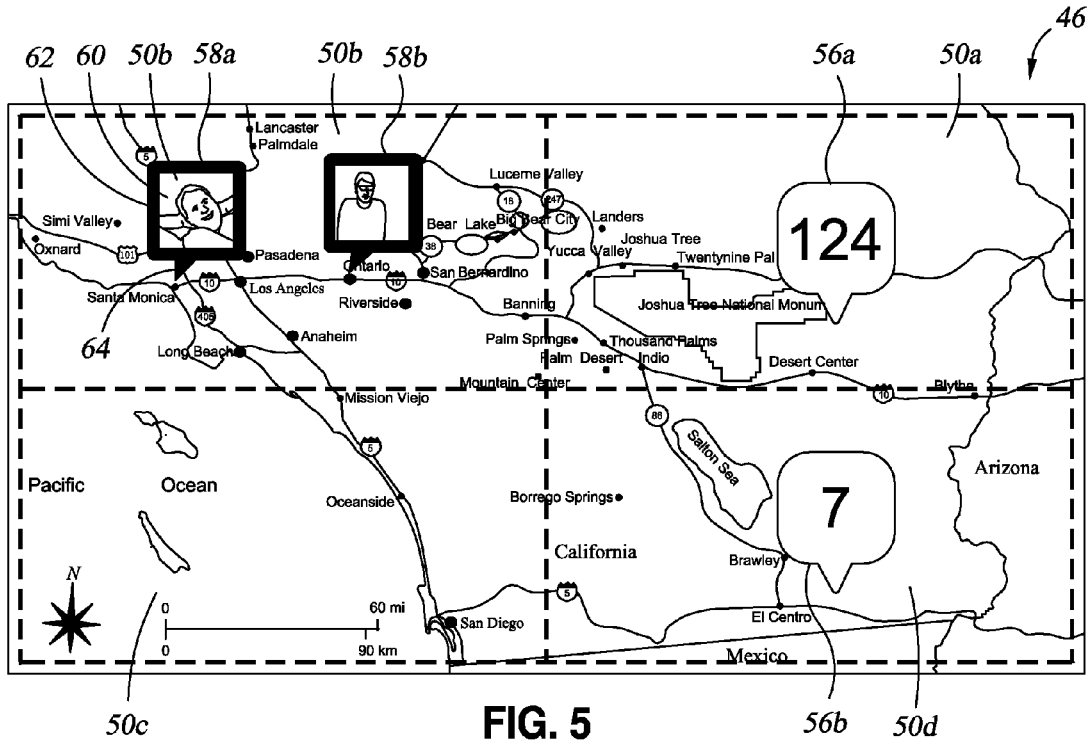 46
62 60 50b 58a 50b 58b 56a 50a
Lancaster
Palmdale
5
Lucerne Valley
18 247
Simi Valley
Bear Lake Big Bear City
Landers
124
Oxnard
101
38
Joshua Tree
Pasadena
Yucca Valley
Twentynine Pal
Ontario
San Bernardino
10 10
Santa Monica
Los Angeles
Riverside
Joshua Tree National Monum
Banning
405
64
Anaheim
Palm Springs
Thousand Palms
Long Beach
Palm Desert Indio
Desert Center
Mountain Center
10
Blythe
Mission Viejo
86
5
Salton Sea
Arizona
Pacific Ocean
Oceanside
Borrego Springs
7
California
Brawley
N
5
0 60 mi
El Centro
San Diego
0 90 km
Mexico
50c
FIG. 5
56b 50d